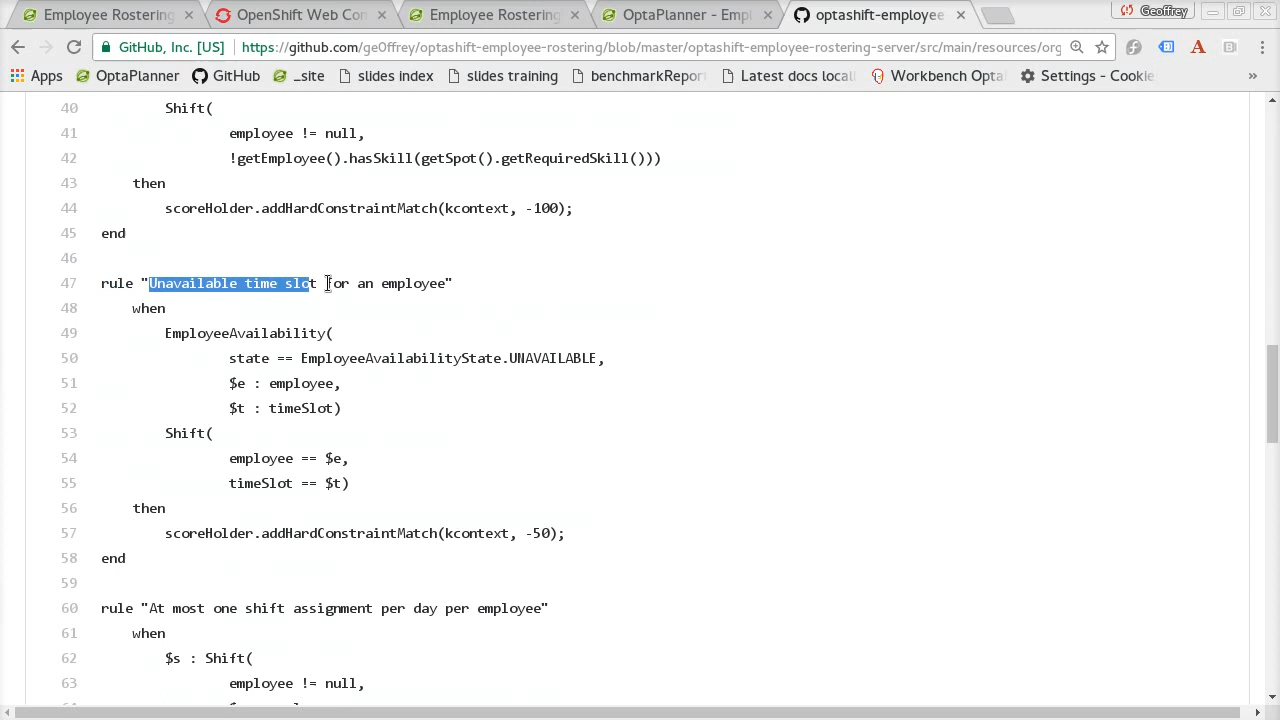 Employee Rostering
OpenShift Web Con
Employee Rostering
OptaPlanner - Empl
optashift-employee
Geoffrey
GitHub, Inc. [US]
https://github.com/ge0ffrey/optashift-employee-rostering/blob/master/optashift-employee-rostering-server/src/main/resources/org
Apps
OptaPlanner
GitHub
_site
slides index
slides training
benchmarkRepor
Latest docs locall
Workbench Opta
Settings - Cookie
»
40 Shift(
41 employee != null,
42 !getEmployee().hasSkill(getSpot().getRequiredSkill()))
43 then
44 scoreHolder.addHardConstraintMatch(kcontext, -100);
45 end
46
47 rule "Unavailable time slot for an employee"
48 when
49 EmployeeAvailability(
50 state == EmployeeAvailabilityState.UNAVAILABLE,
51 $e : employee,
52 $t : timeSlot)
53 Shift(
54 employee == $e,
55 timeSlot == $t)
56 then
57 scoreHolder.addHardConstraintMatch(kcontext, -50);
58 end
59
60 rule "At most one shift assignment per day per employee"
61 when
62 $s : Shift(
63 employee != null,